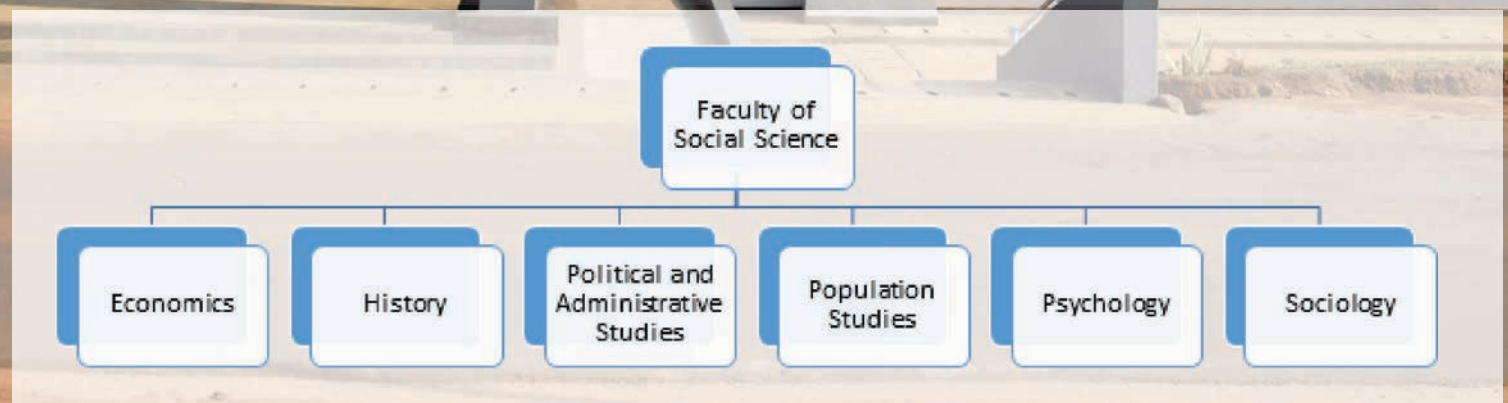 Faculty of
Social Science
Economics
History
Political and
Administrative
Studies
Population
Studies
Psychology
Sociology